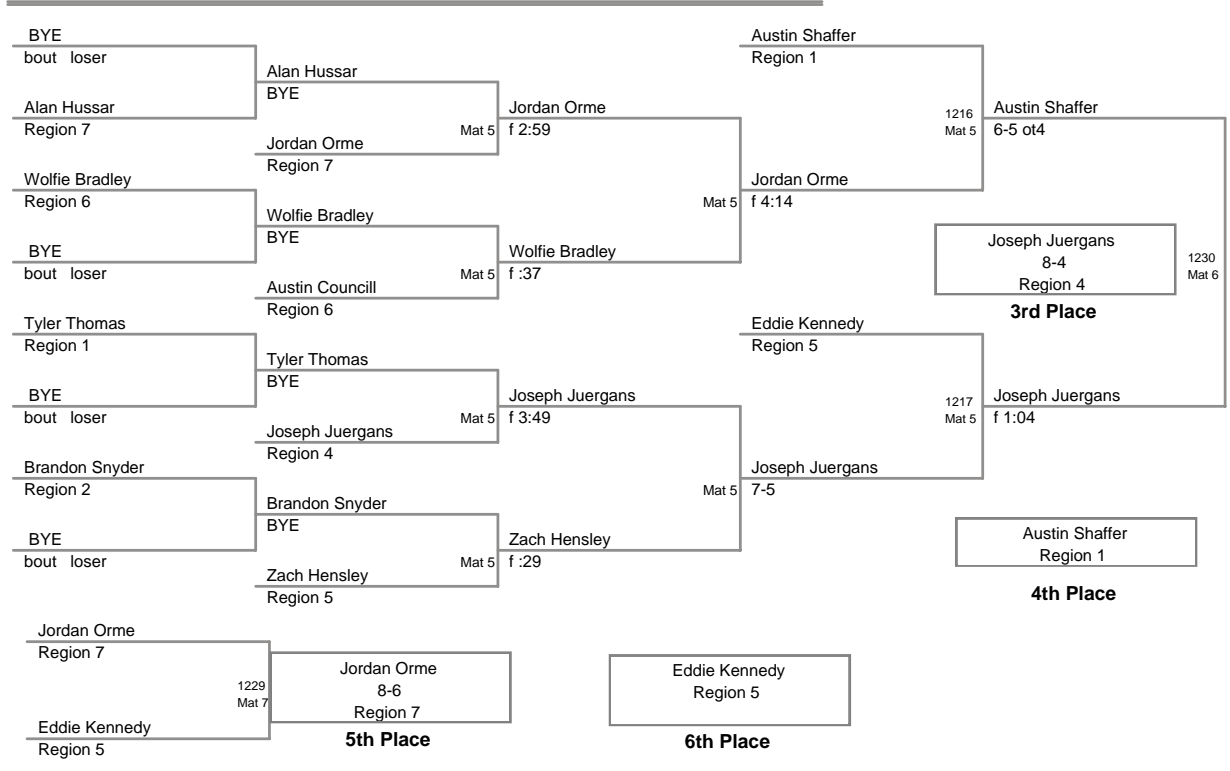 BYE
bout loser
Alan Hussar
Region 7
Wolfie Bradley
Region 6
BYE
bout loser
Tyler Thomas
Region 1
BYE
bout loser
Brandon Snyder
Region 2
BYE
bout loser
Alan Hussar
BYE
Jordan Orme
Region 7
Wolfie Bradley
BYE
Austin Councill
Region 6
Tyler Thomas
BYE
Joseph Juergans
Region 4
Brandon Snyder
BYE
Zach Hensley
Region 5
Mat 5
Jordan Orme
f 2:59
Mat 5
Wolfie Bradley
f :37
Mat 5
Joseph Juergans
f 3:49
Mat 5
Zach Hensley
f :29
Austin Shaffer
Region 1
Mat 5
Jordan Orme
f 4:14
Eddie Kennedy
Region 5
Mat 5
Joseph Juergans
7-5
1216
Mat 5
Austin Shaffer
6-5 ot4
1217
Mat 5
Joseph Juergans
f 1:04
Joseph Juergans
8-4
Region 4
3rd Place
1230
Mat 6
Austin Shaffer
Region 1
4th Place
Jordan Orme
Region 7
Eddie Kennedy
Region 5
1229
Mat 7
Jordan Orme
8-6
Region 7
5th Place
Eddie Kennedy
Region 5
6th Place